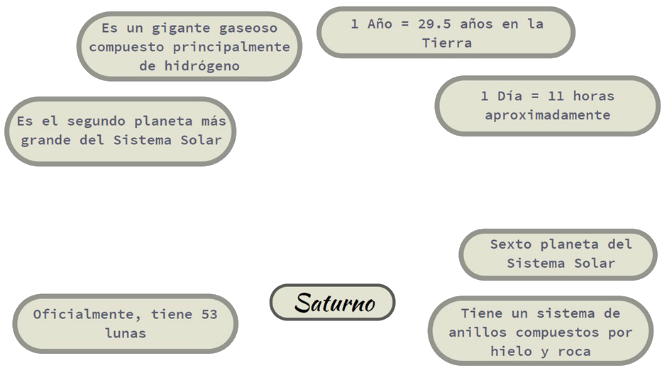 Es un gigante gaseoso
compuesto principalmente
de hidrógeno
1 Año = 29.5 años en la
Tierra
Es el segundo planeta más
grande del Sistema Solar
1 Día = 11 horas
aproximadamente
Sexto planeta del
Sistema Solar
Oficialmente, tiene 53
lunas
Saturno
Tiene un sistema de
anillos compuestos por
hielo y roca